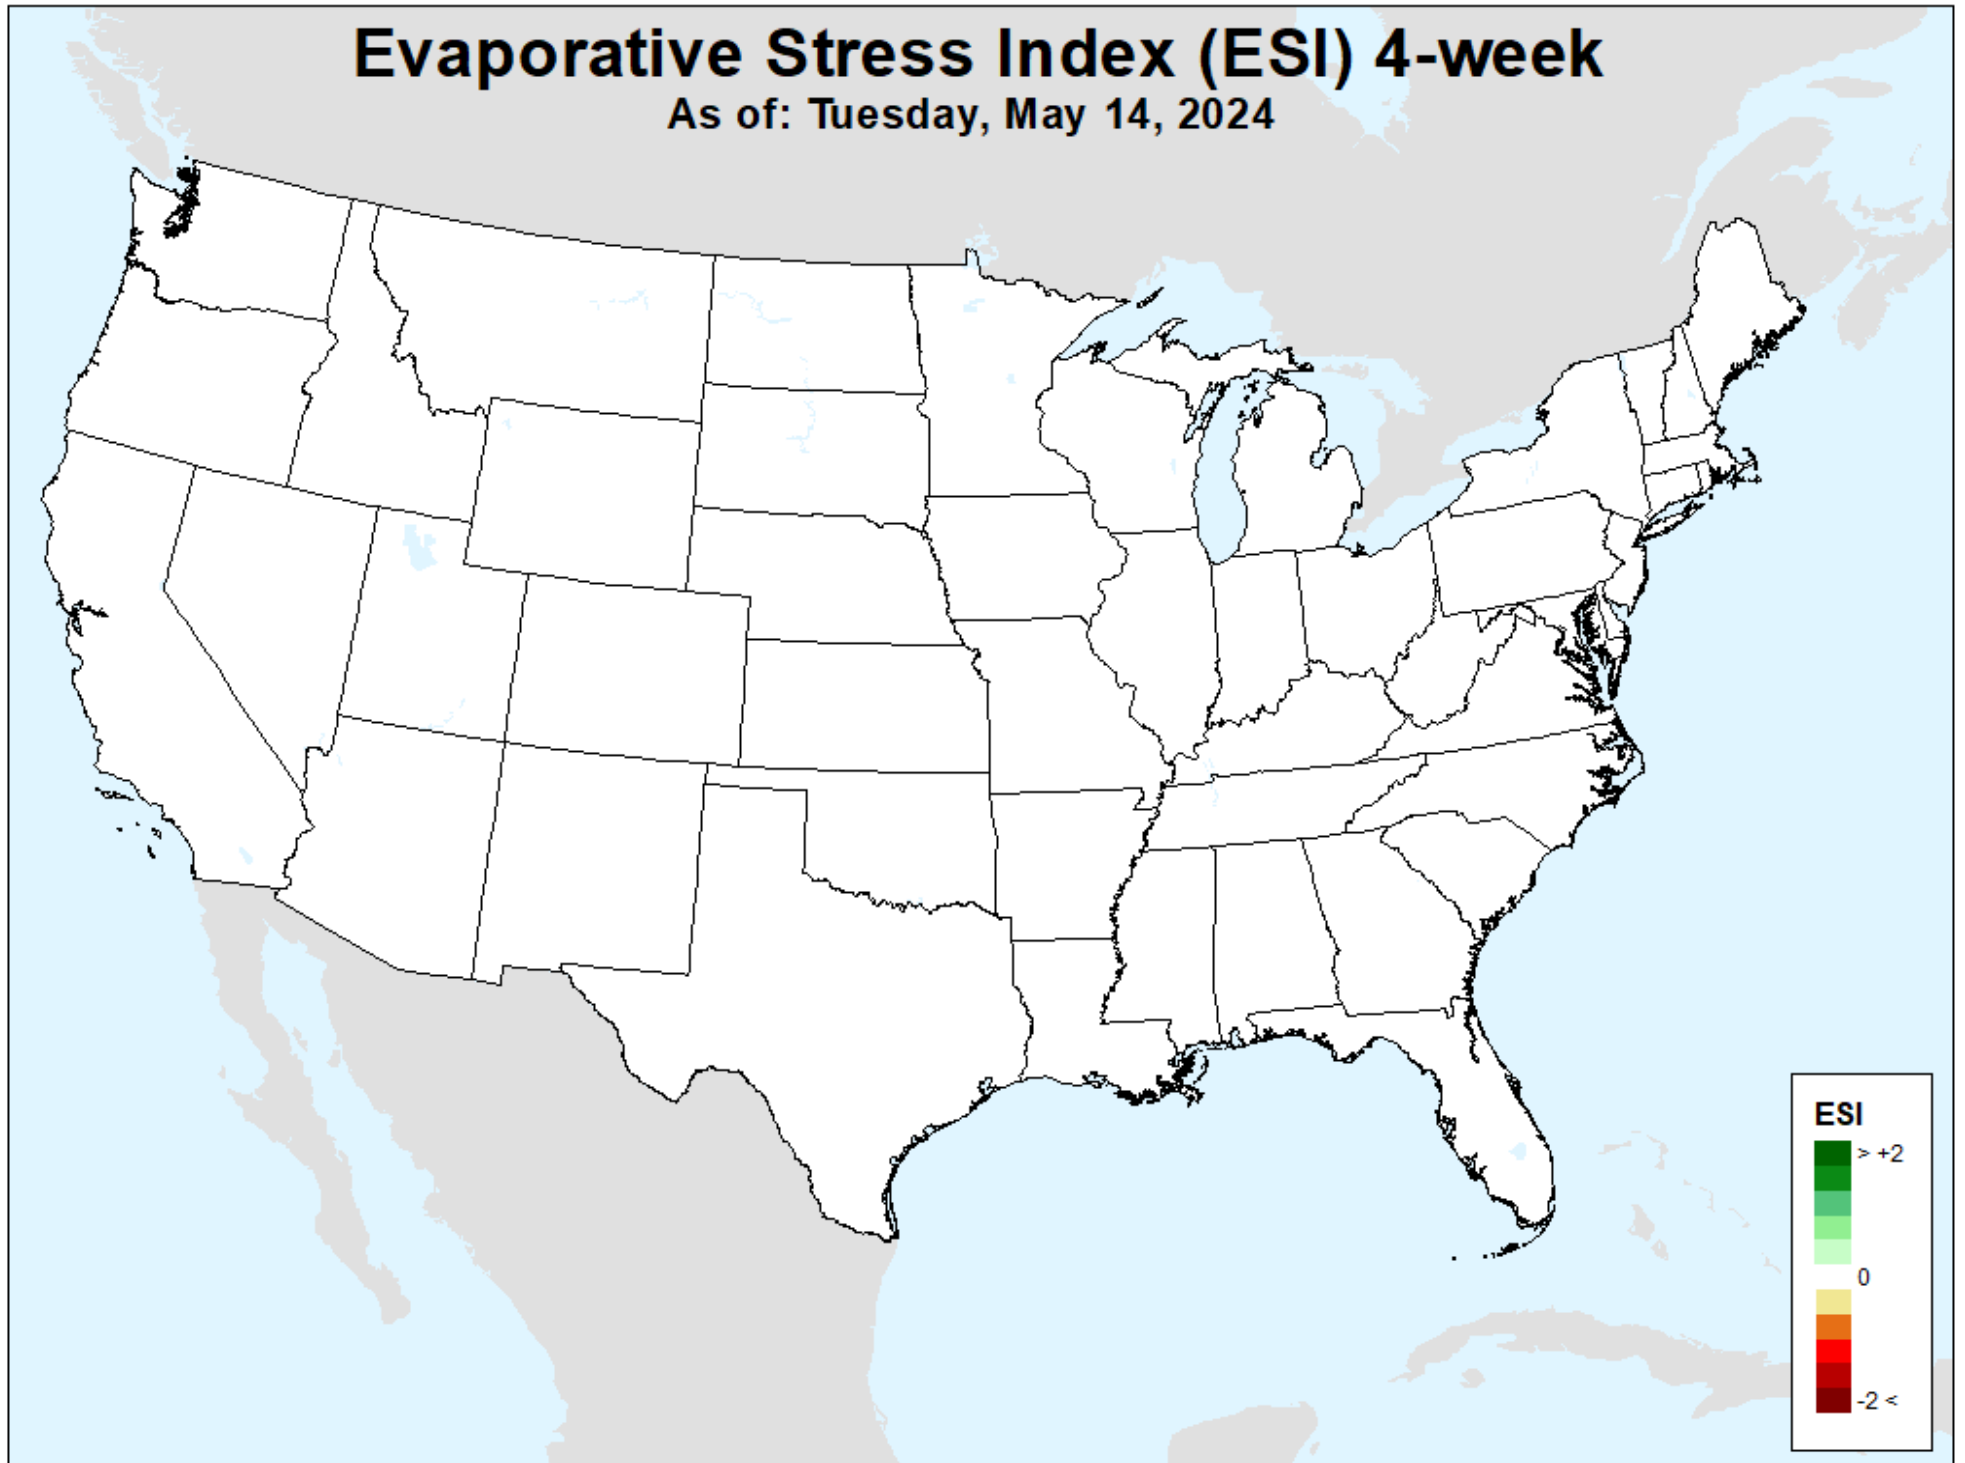 Evaporative Stress Index (ESI) 4-week
As of: Tuesday, May 14, 2024
ESI
> +2
0
-2 <